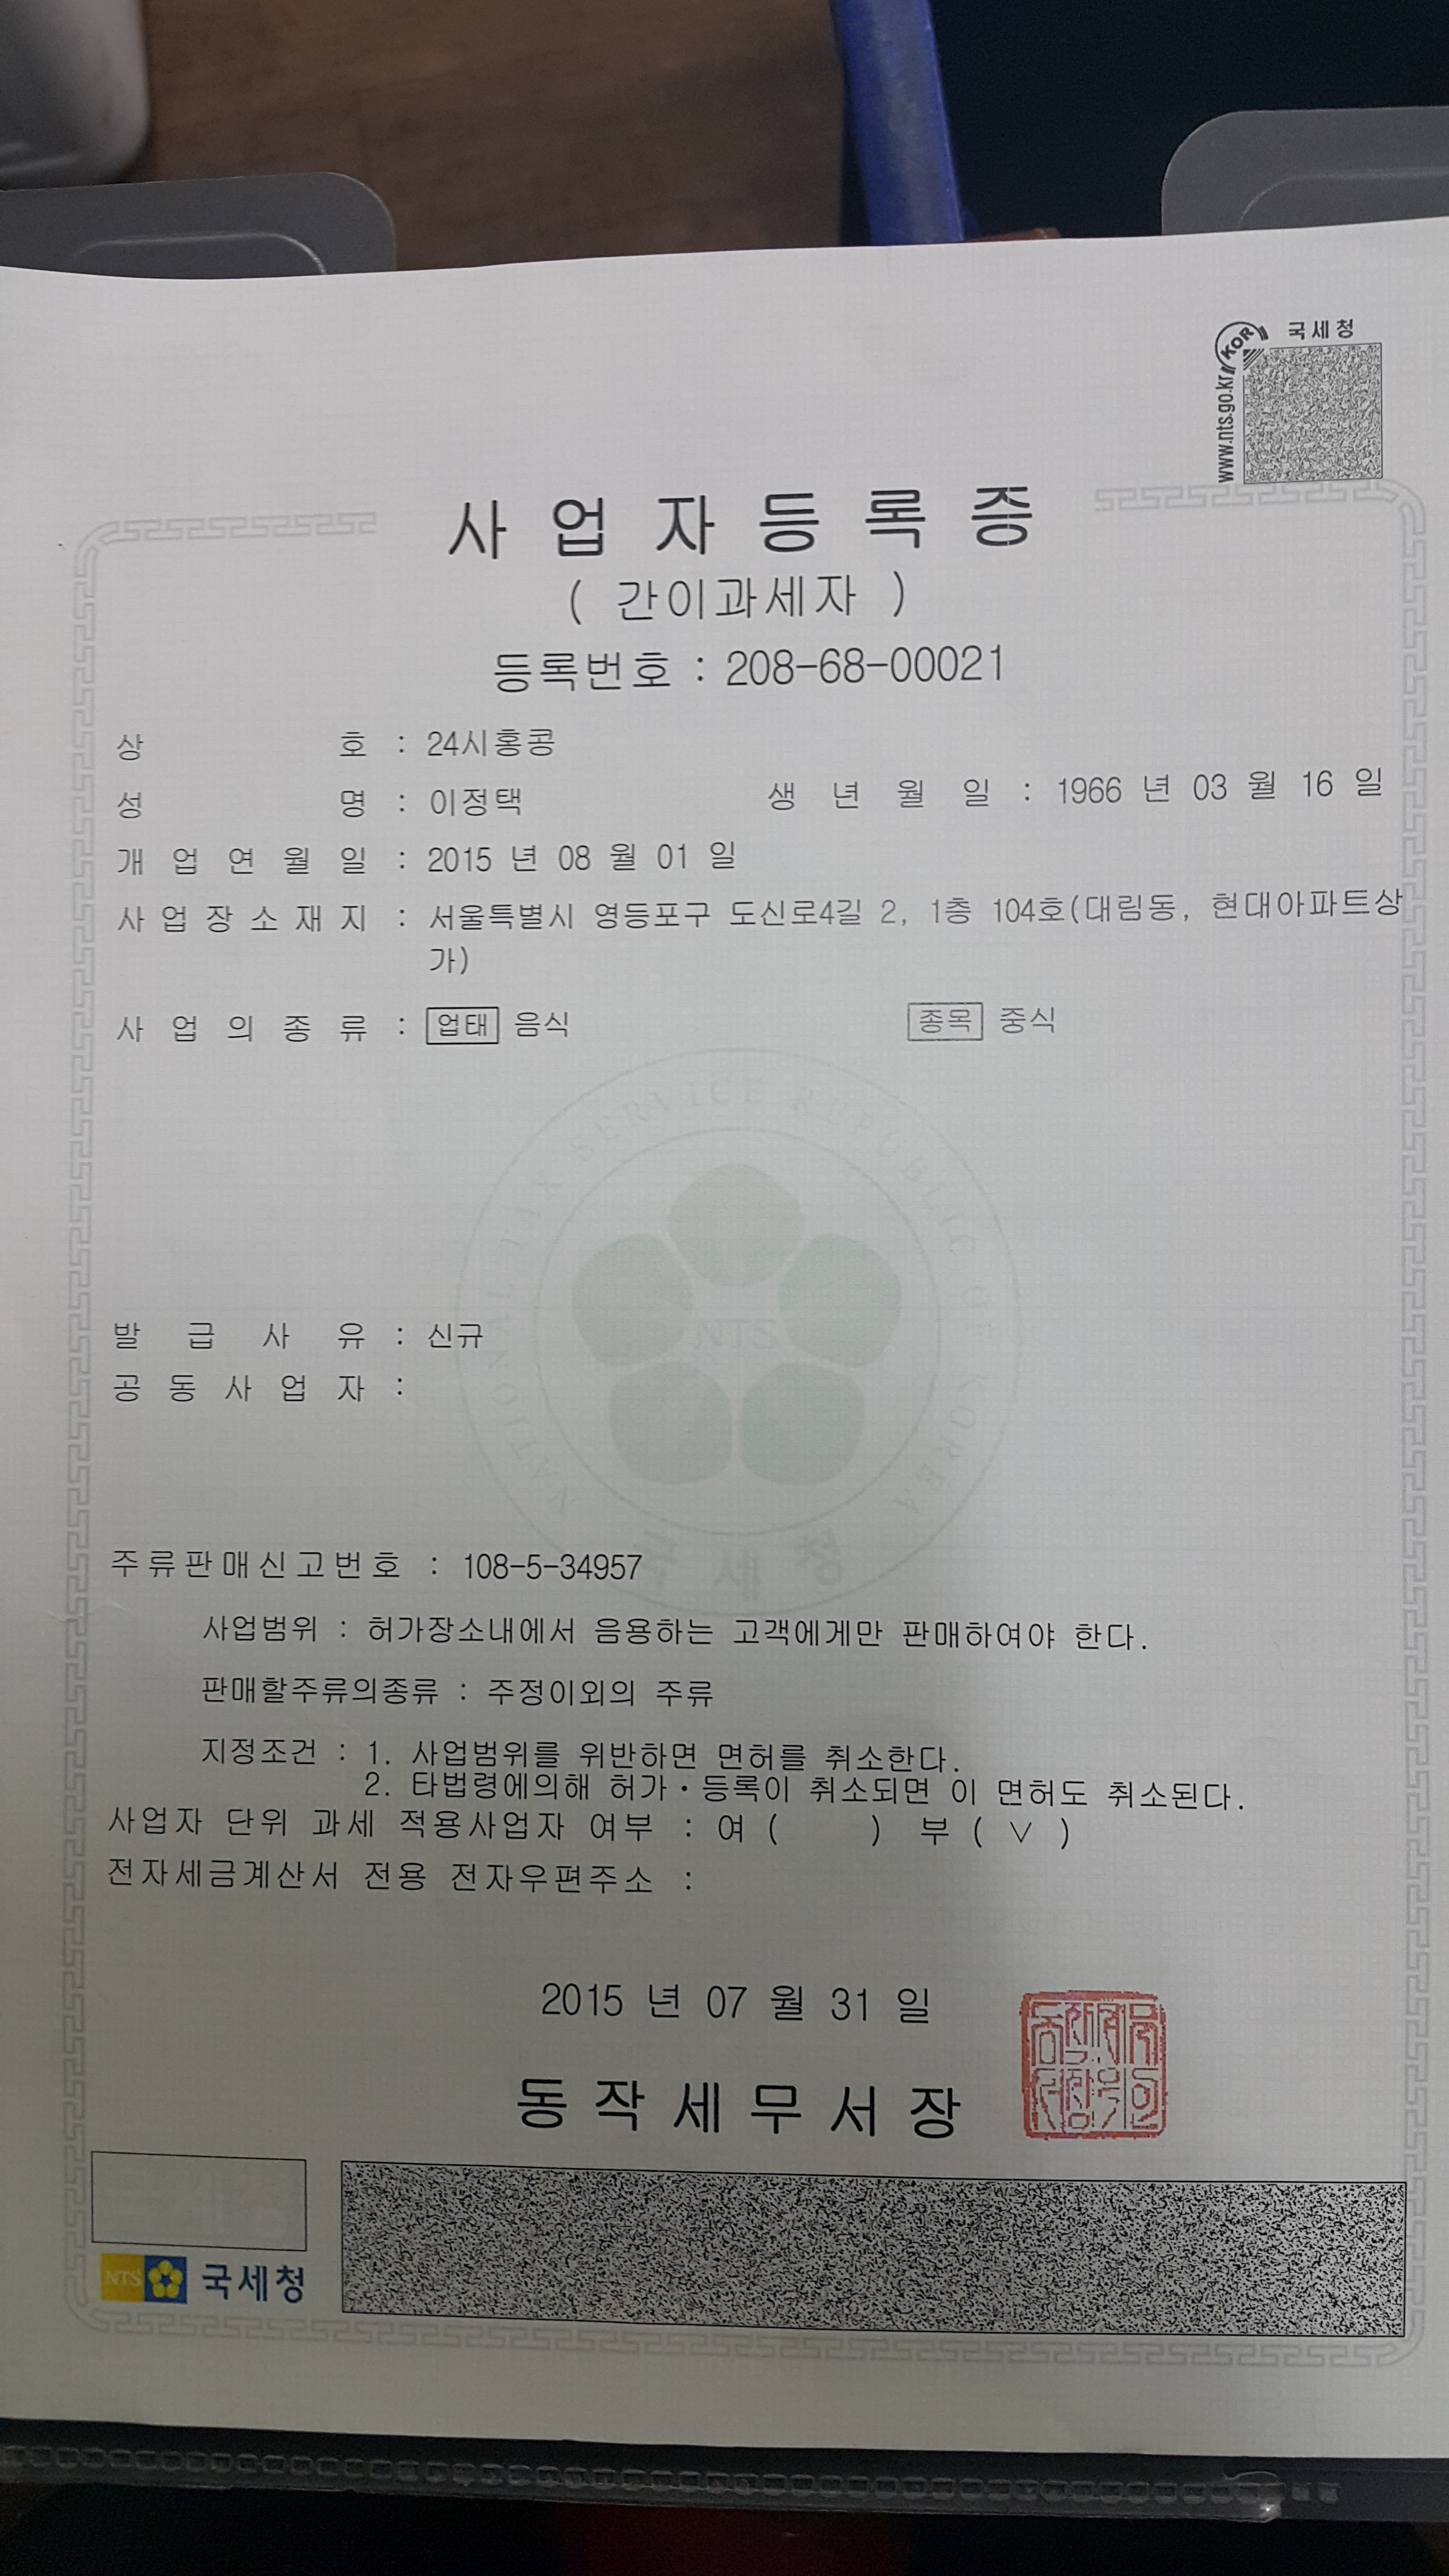 국세청
www.nts.go.kr
KOR
사업자등록증
( 간이과세자 )
등록번호 : 208-68-00021
상 호 : 24시홍콩
성 명 : 이정택 생 년 월 일 : 1966 년 03 월 16 일
개 업 연 월 일 : 2015 년 08 월 01 일
사 업 장 소 재 지 : 서울특별시 영등포구 도신로4길 2, 1층 104호(대림동, 현대아파트상
가)
사 업 의 종 류 : 업태 음식 종목 중식
NATIONAL TAX SERVICE REPUBLIC OF KOREA
NTS
국세청
발 급 사 유 : 신규
공 동 사 업 자 :
주류판매신고번호 : 108-5-34957
사업범위 : 허가장소내에서 음용하는 고객에게만 판매하여야 한다.
판매할주류의종류 : 주정이외의 주류
지정조건 : 1. 사업범위를 위반하면 면허를 취소한다.
2. 타법령에의해 허가·등록이 취소되면 이 면허도 취소된다.
사업자 단위 과세 적용사업자 여부 : 여 ( ) 부 ( ∨ )
전자세금계산서 전용 전자우편주소 :
2015 년 07 월 31 일
동작세무서장
NTS 국세청